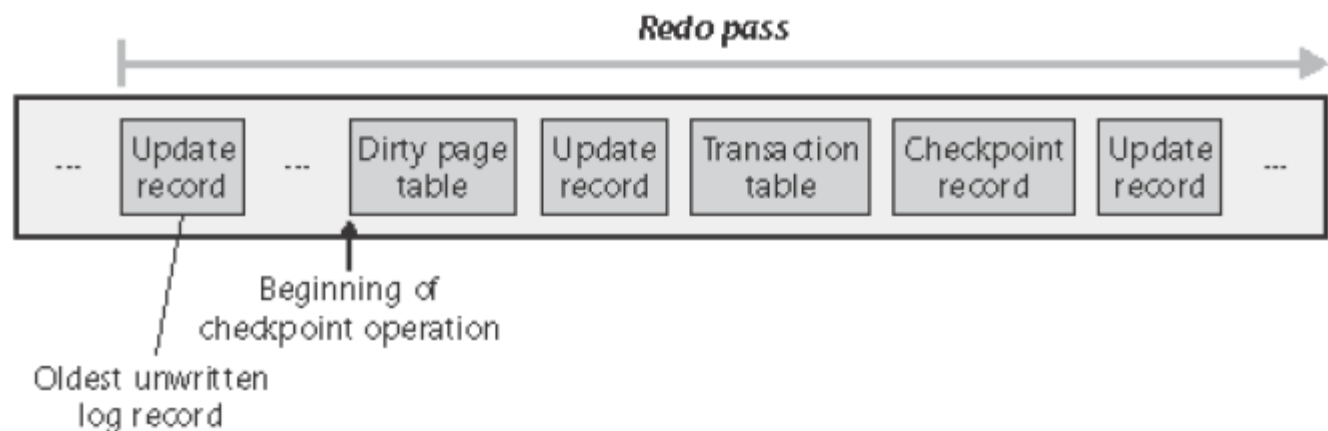 Redo pass
... Update record ... Dirty page table Update record Transaction table Checkpoint record Update record ...
Beginning of
checkpoint operation
Oldest unwritten
log record